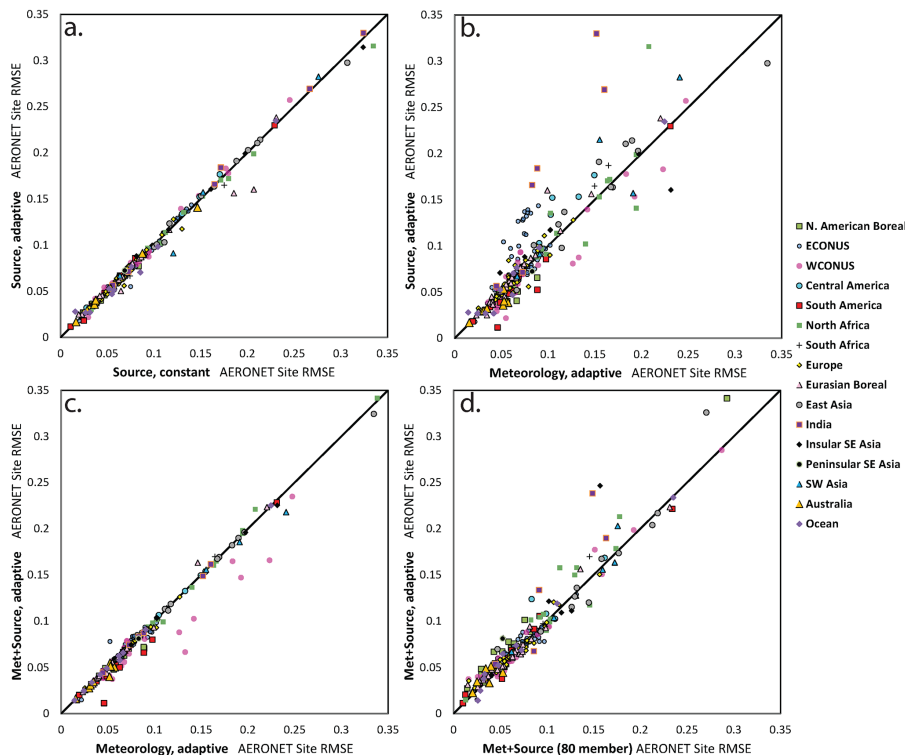 a.
0.35
0.3
0.25
0.2
0.15
0.1
0.05
0
0 0.05 0.1 0.15 0.2 0.25 0.3 0.35
Source, adaptive AERONET Site RMSE
Source, constant AERONET Site RMSE
b.
0.35
0.3
0.25
0.2
0.15
0.1
0.05
0
0 0.05 0.1 0.15 0.2 0.25 0.3 0.35
Source, adaptive AERONET Site RMSE
Meteorology, adaptive AERONET Site RMSE
c.
0.35
0.3
0.25
0.2
0.15
0.1
0.05
0
0 0.05 0.1 0.15 0.2 0.25 0.3 0.35
Met+Source, adaptive AERONET Site RMSE
Meteorology, adaptive AERONET Site RMSE
d.
0.35
0.3
0.25
0.2
0.15
0.1
0.05
0
0 0.05 0.1 0.15 0.2 0.25 0.3 0.35
Met+Source, adaptive AERONET Site RMSE
Met+Source (80 member) AERONET Site RMSE
N. American Boreal
ECONUS
WCONUS
Central America
South America
North Africa
South Africa
Europe
Eurasian Boreal
East Asia
India
Insular SE Asia
Peninsular SE Asia
SW Asia
Australia
Ocean